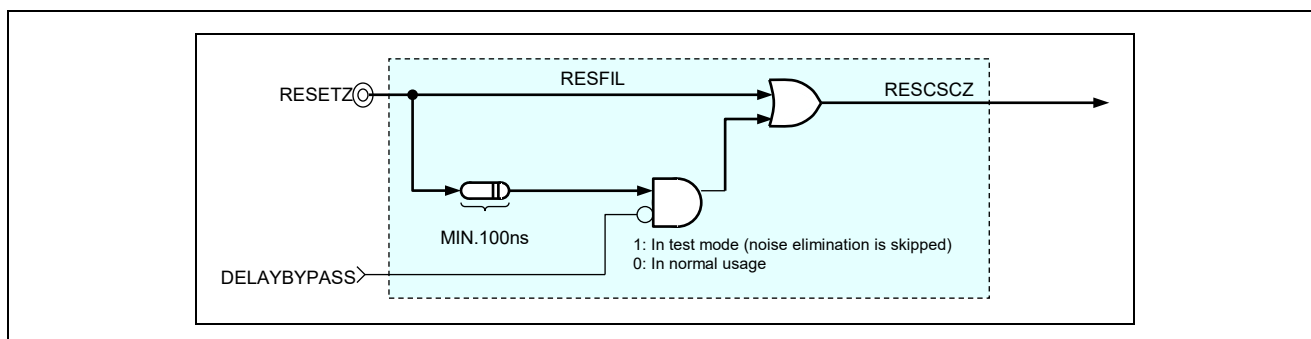 RESFIL
RESETZ
RESCSCZ
MIN.100ns
1: In test mode (noise elimination is skipped)
0: In normal usage
DELAYBYPASS